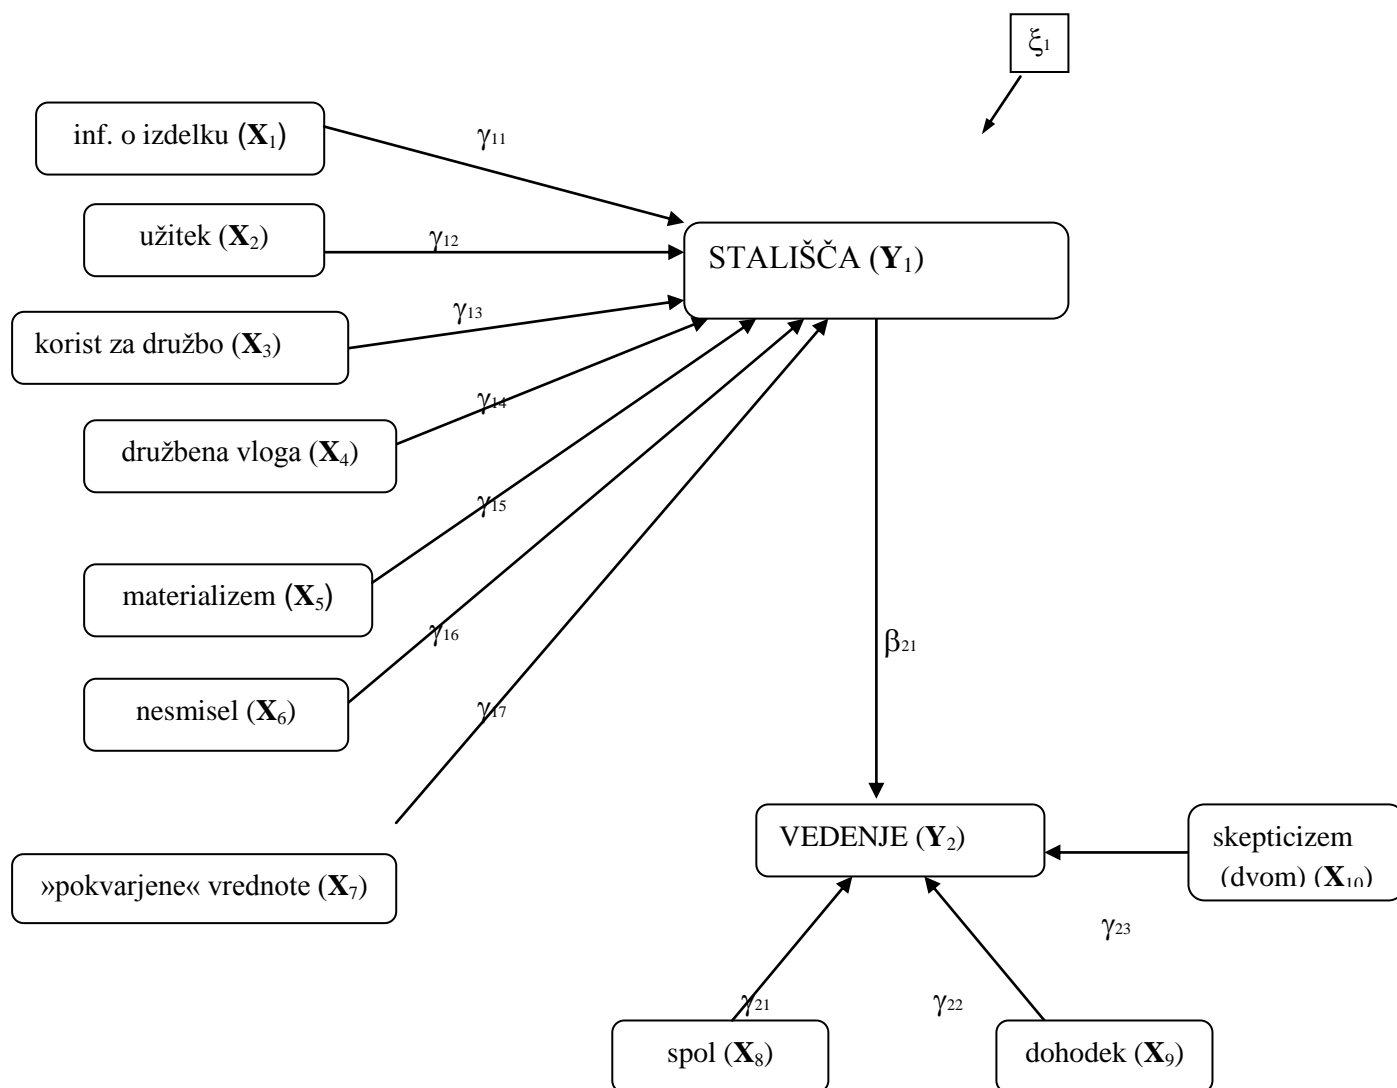 ξ₁
inf. o izdelku (X₁)
γ₁₁
užitek (X₂)
γ₁₂
STALIŠČA (Y₁)
korist za družbo (X₃)
γ₁₃
družbena vloga (X₄)
γ₁₄
materializem (X₅)
γ₁₅
nesmisel (X₆)
γ₁₆
β₂₁
γ₁₇
»pokvarjene« vrednote (X₇)
VEDENJE (Y₂)
skepticizem
(dvom) (X₁₀)
γ₂₃
γ₂₁
γ₂₂
spol (X₈)
dohodek (X₉)